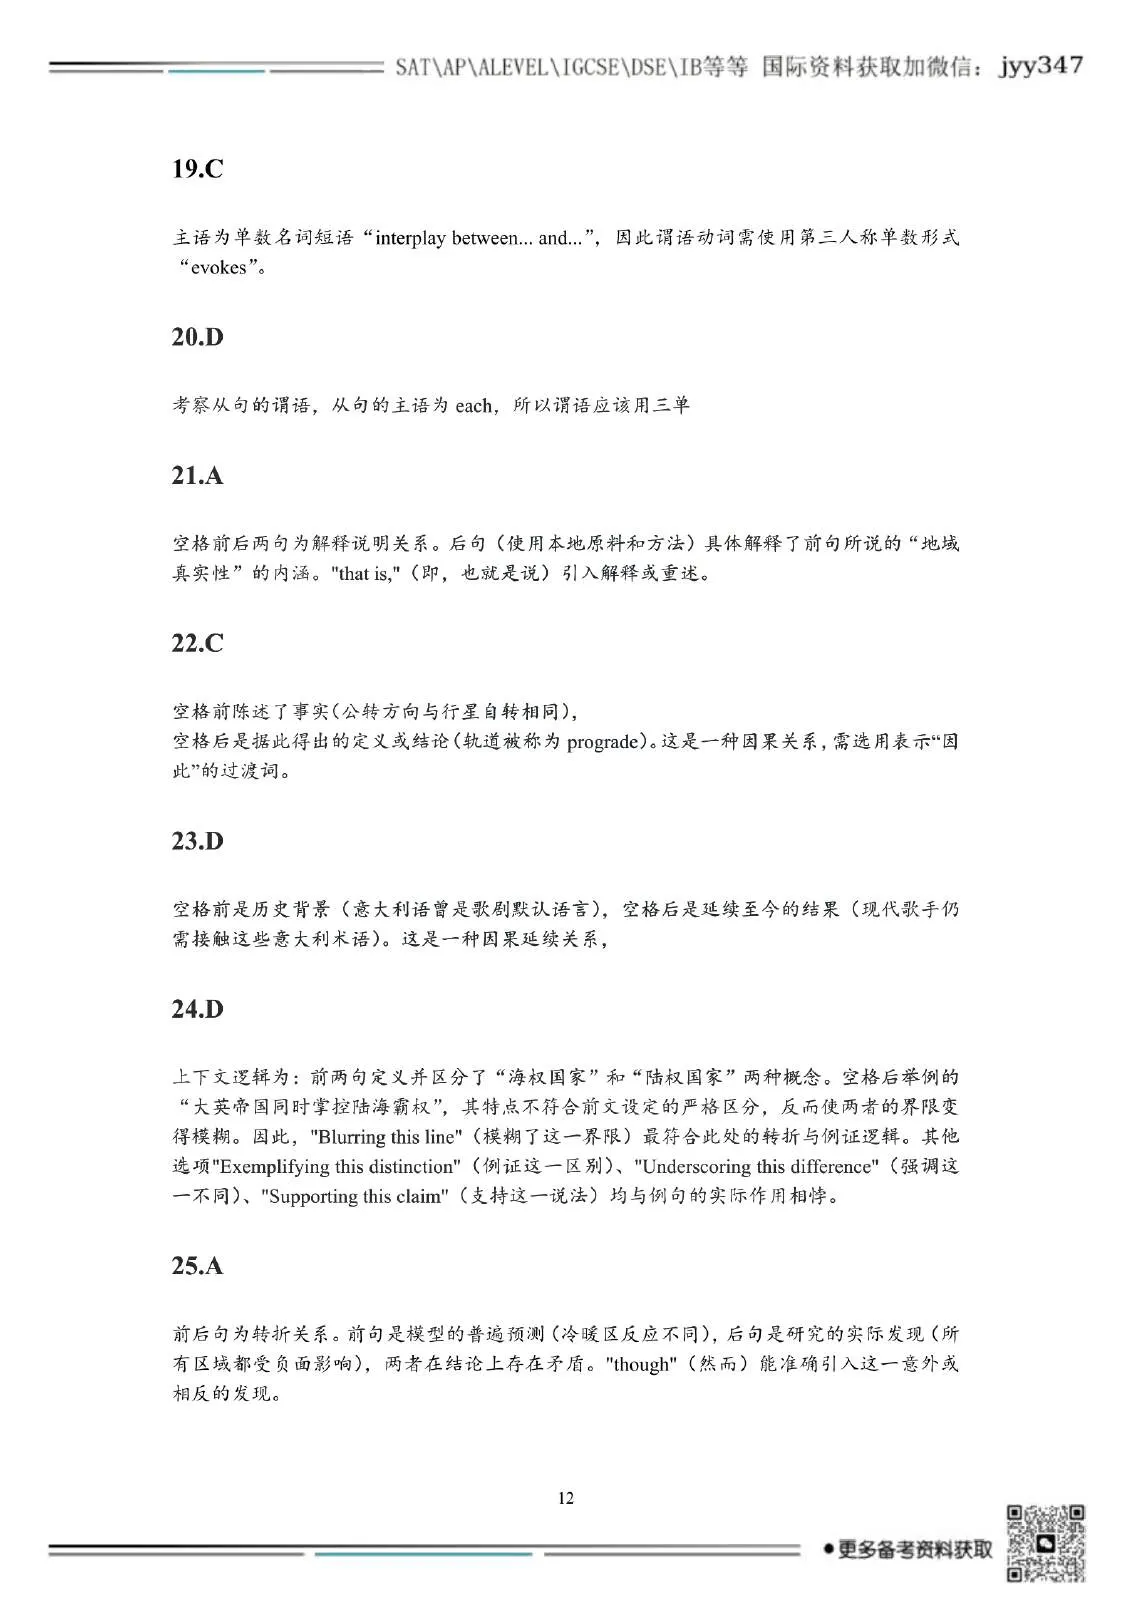 SAT\AP\ALEVEL\IGCSE\DSE\IB等等 国际资料获取加微信：jyy347
19.C
主语为单数名词短语“interplay between... and...”，因此谓语动词需使用第三人称单数形式
“evokes”。
20.D
考察从句的谓语，从句的主语为 each，所以谓语应该用三单
21.A
空格前后两句为解释说明关系。后句（使用本地原料和方法）具体解释了前句所说的“地域
真实性”的内涵。"that is,"（即，也就是说）引入解释或重述。
22.C
空格前陈述了事实(公转方向与行星自转相同)，
空格后是据此得出的定义或结论(轨道被称为 prograde)。这是一种因果关系，需选用表示“因
此”的过渡词。
23.D
空格前是历史背景（意大利语曾是歌剧默认语言），空格后是延续至今的结果（现代歌手仍
需接触这些意大利术语）。这是一种因果延续关系，
24.D
上下文逻辑为：前两句定义并区分了“海权国家”和“陆权国家”两种概念。空格后举例的
“大英帝国同时掌控陆海霸权”，其特点不符合前文设定的严格区分，反而使两者的界限变
得模糊。因此，"Blurring this line"（模糊了这一界限）最符合此处的转折与例证逻辑。其他
选项"Exemplifying this distinction"（例证这一区别）、"Underscoring this difference"（强调这
一不同）、"Supporting this claim"（支持这一说法）均与例句的实际作用相悖。
25.A
前后句为转折关系。前句是模型的普遍预测(冷暖区反应不同)，后句是研究的实际发现（所
有区域都受负面影响），两者在结论上存在矛盾。"though"（然而）能准确引入这一意外或
相反的发现。
12
●更多备考资料获取